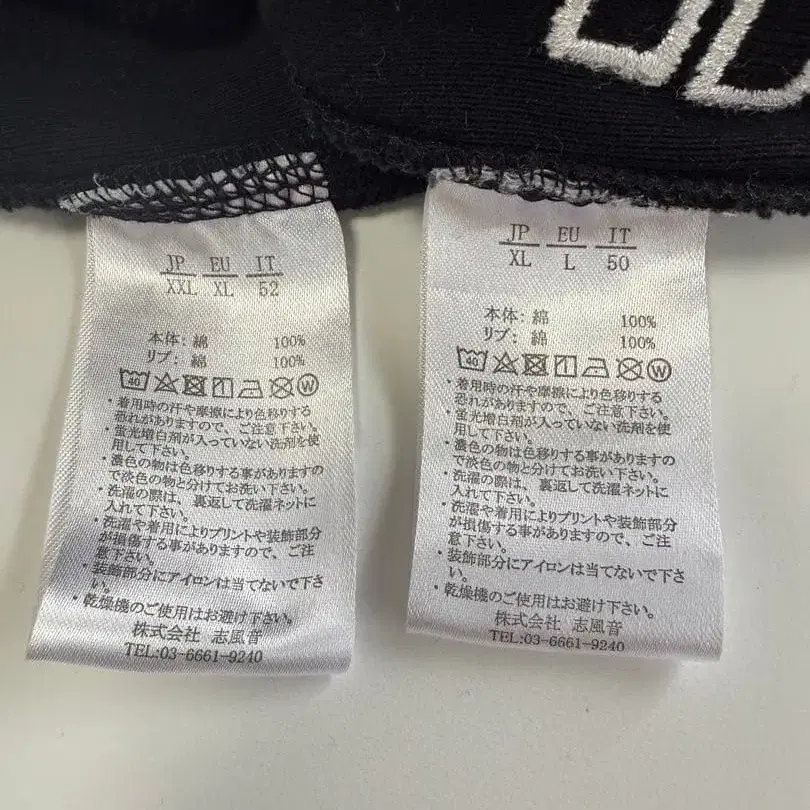 JP EU IT
XXL XL 52
本体: 綿 100%
リブ: 綿 100%
40 W
・着用時の汗や摩擦により色移りする
恐れがありますので、ご注意下さい。
・蛍光増白剤が入っていない洗剤を使
用して下さい。
・濃色の物は色移りする事がありますの
で淡色の物と分けてお洗い下さい。
・洗濯の際は、裏返して洗濯ネットに
入れて下さい。
・洗濯や着用によりプリントや装飾部分
が損傷する事がありますので、ご注
意下さい。
・装飾部分にアイロンは当てないで下さ
い。
・乾燥機のご使用はお避け下さい。
株式会社 志風音
TEL:03-6661-9240
JP EU IT
XL L 50
本体: 綿 100%
リブ: 綿 100%
40 W
・着用時の汗や摩擦により色移りする
恐れがありますので、ご注意下さい。
・蛍光増白剤が入っていない洗剤を使
用して下さい。
・濃色の物は色移りする事がありますの
で淡色の物と分けてお洗い下さい。
・洗濯の際は、裏返して洗濯ネットに
入れて下さい。
・洗濯や着用によりプリントや装飾部分
が損傷する事がありますので、ご注
意下さい。
・装飾部分にアイロンは当てないで下さ
い。
・乾燥機のご使用はお避け下さい。
株式会社 志風音
TEL:03-6661-9240